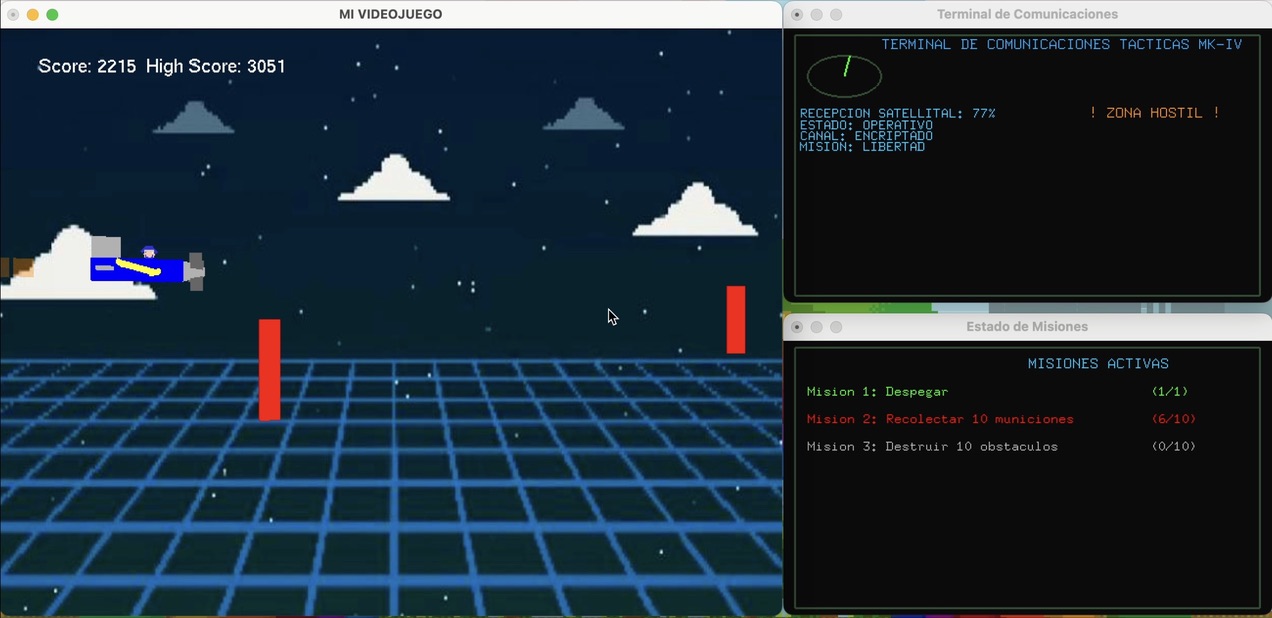 MI VIDEOJUEGO
Score: 2215 High Score: 3051
Terminal de Comunicaciones
TERMINAL DE COMUNICACIONES TACTICAS MK-IV
RECEPCION SATELLITAL: 77%
! ZONA HOSTIL !
ESTADO: OPERATIVO
CANAL: ENCRIPTADO
MISION: LIBERTAD
Estado de Misiones
MISIONES ACTIVAS
Mision 1: Despegar (1/1)
Mision 2: Recolectar 10 municiones (6/10)
Mision 3: Destruir 10 obstaculos (0/10)